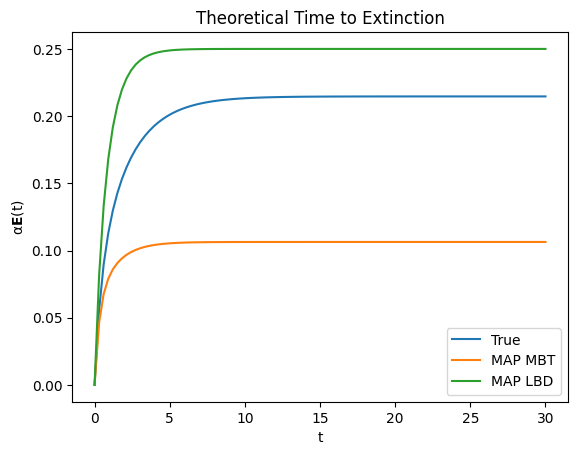 Theoretical Time to Extinction
0.25
0.20
0.15
0.10
0.05
0.00
α𝐄(t)
0 5 10 15 20 25 30
t
True
MAP MBT
MAP LBD